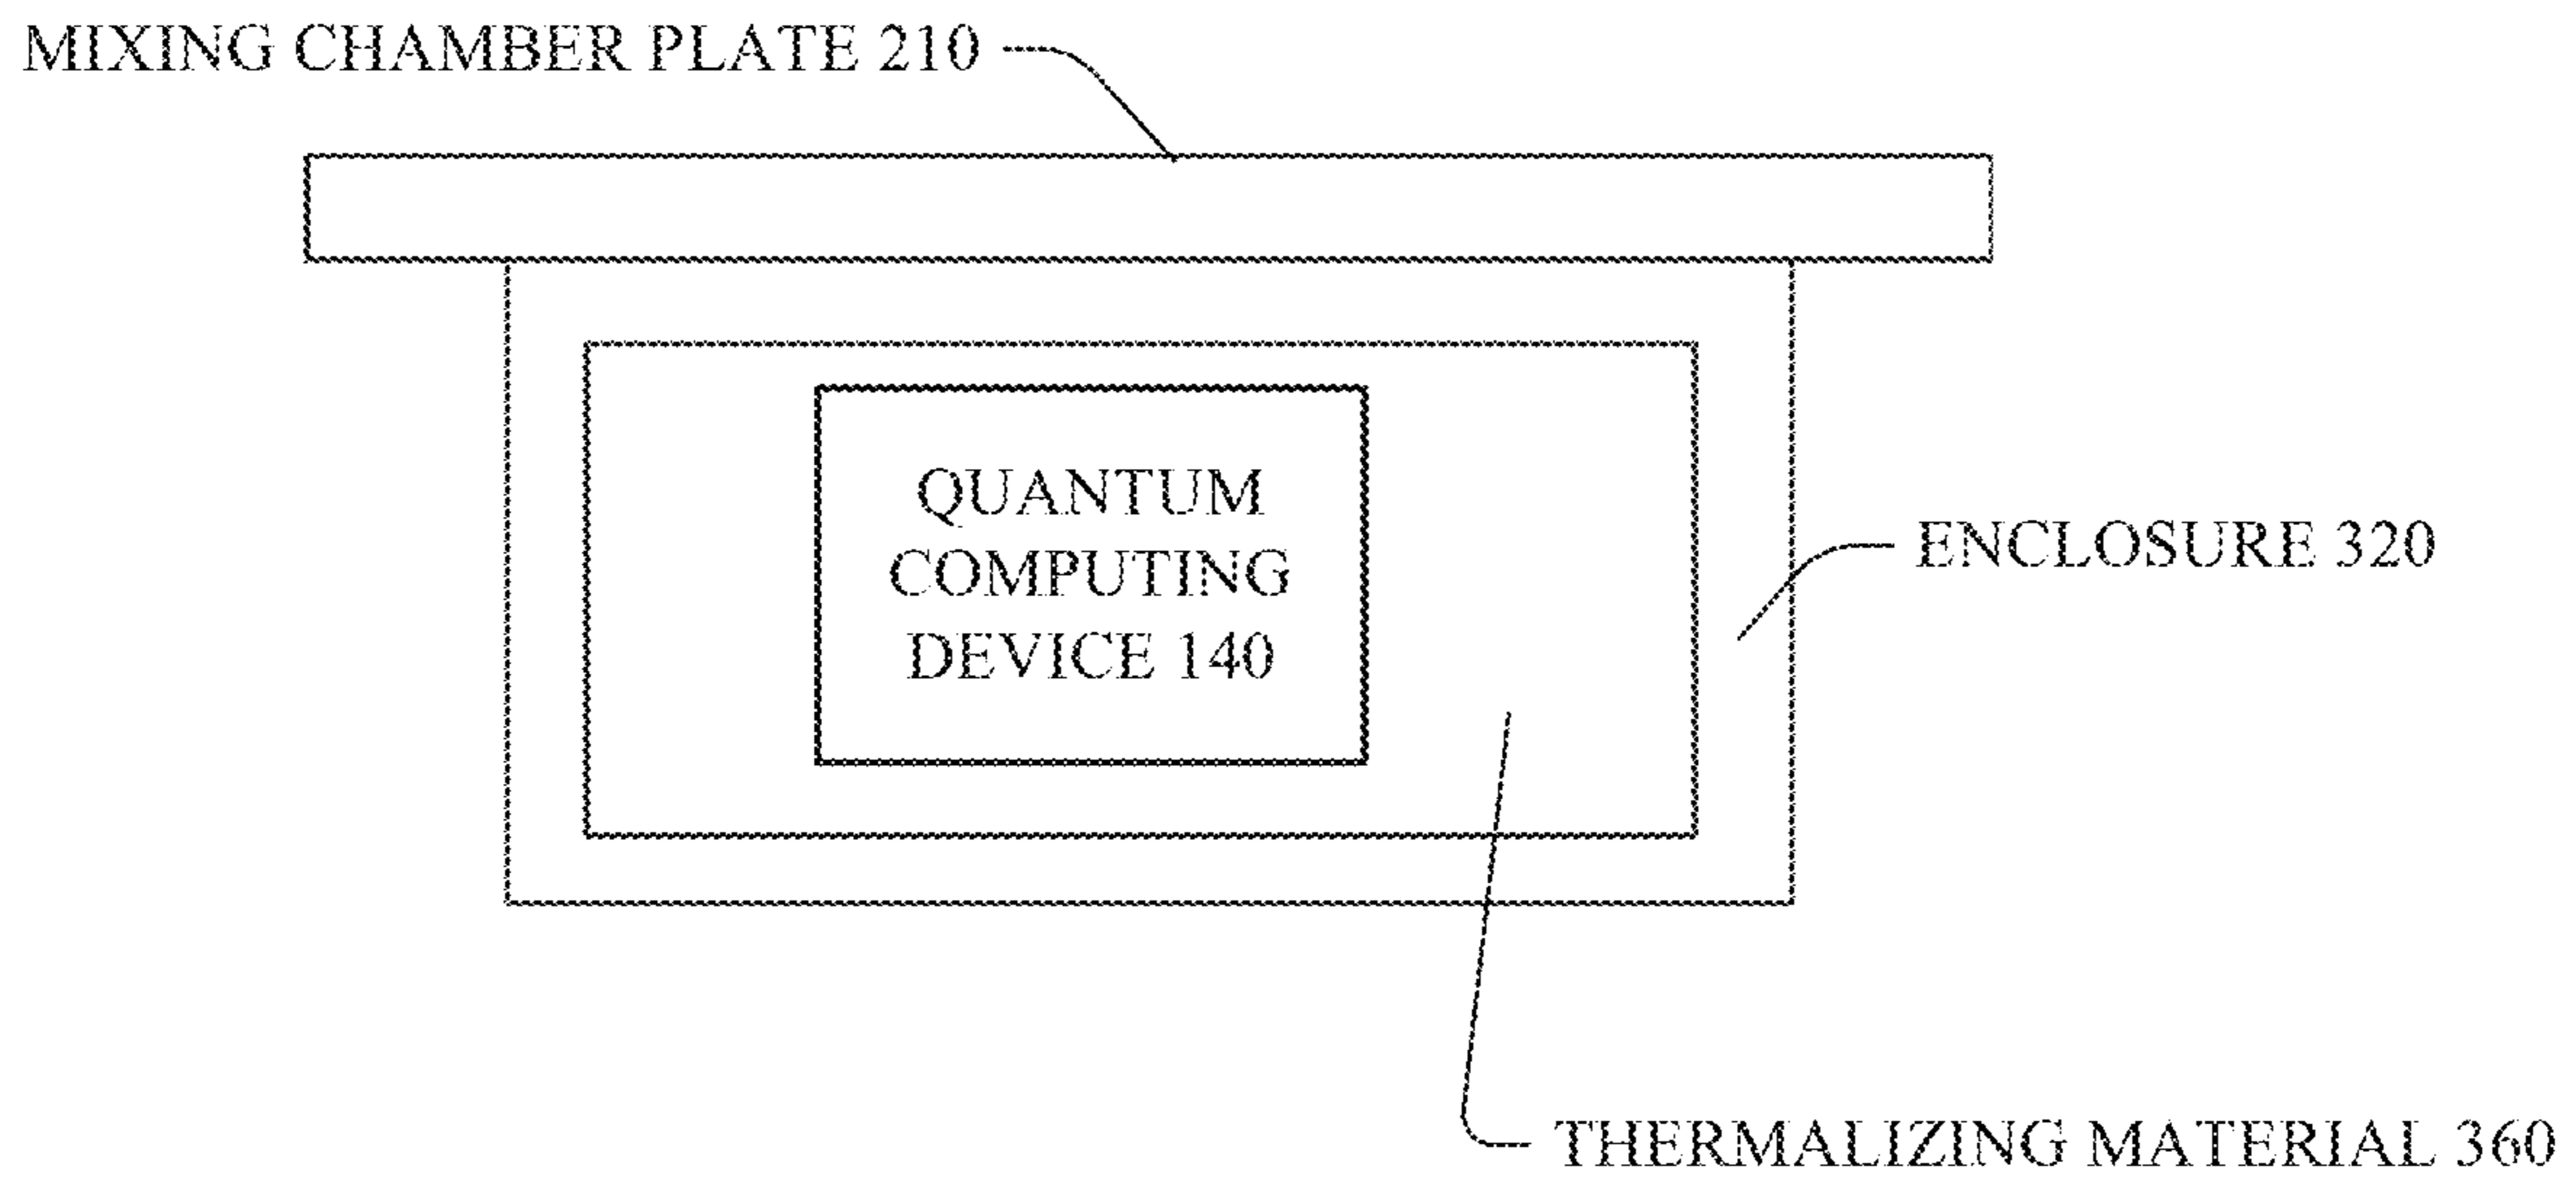 MIXING CHAMBER PLATE 210
QUANTUM
COMPUTING
DEVICE 140
ENCLOSURE 320
THERMALIZING MATERIAL 360